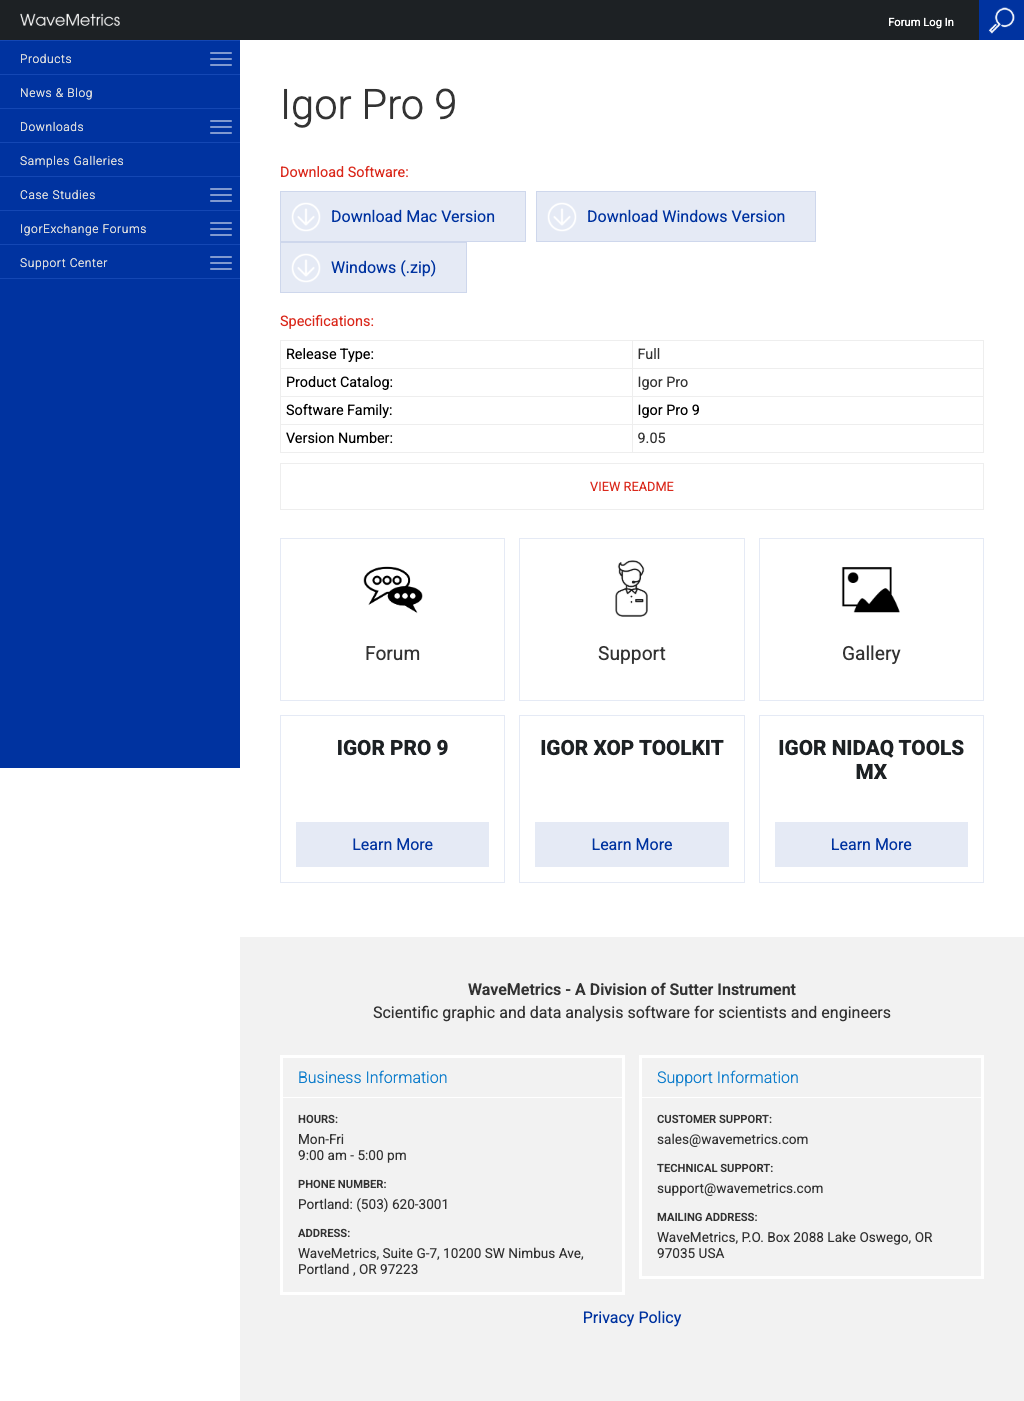 WaveMetrics
Forum Log In
Products
News & Blog
Downloads
Samples Galleries
Case Studies
IgorExchange Forums
Support Center
Igor Pro 9
Download Software:
Download Mac Version
Download Windows Version
Windows (.zip)
Specifications:
Release Type: Full
Product Catalog: Igor Pro
Software Family: Igor Pro 9
Version Number: 9.05
VIEW README
Forum
Support
Gallery
IGOR PRO 9
Learn More
IGOR XOP TOOLKIT
Learn More
IGOR NIDAQ TOOLS
MX
Learn More
WaveMetrics - A Division of Sutter Instrument
Scientific graphic and data analysis software for scientists and engineers
Business Information
HOURS:
Mon-Fri
9:00 am - 5:00 pm
PHONE NUMBER:
Portland: (503) 620-3001
ADDRESS:
WaveMetrics, Suite G-7, 10200 SW Nimbus Ave,
Portland , OR 97223
Support Information
CUSTOMER SUPPORT:
sales@wavemetrics.com
TECHNICAL SUPPORT:
support@wavemetrics.com
MAILING ADDRESS:
WaveMetrics, P.O. Box 2088 Lake Oswego, OR
97035 USA
Privacy Policy